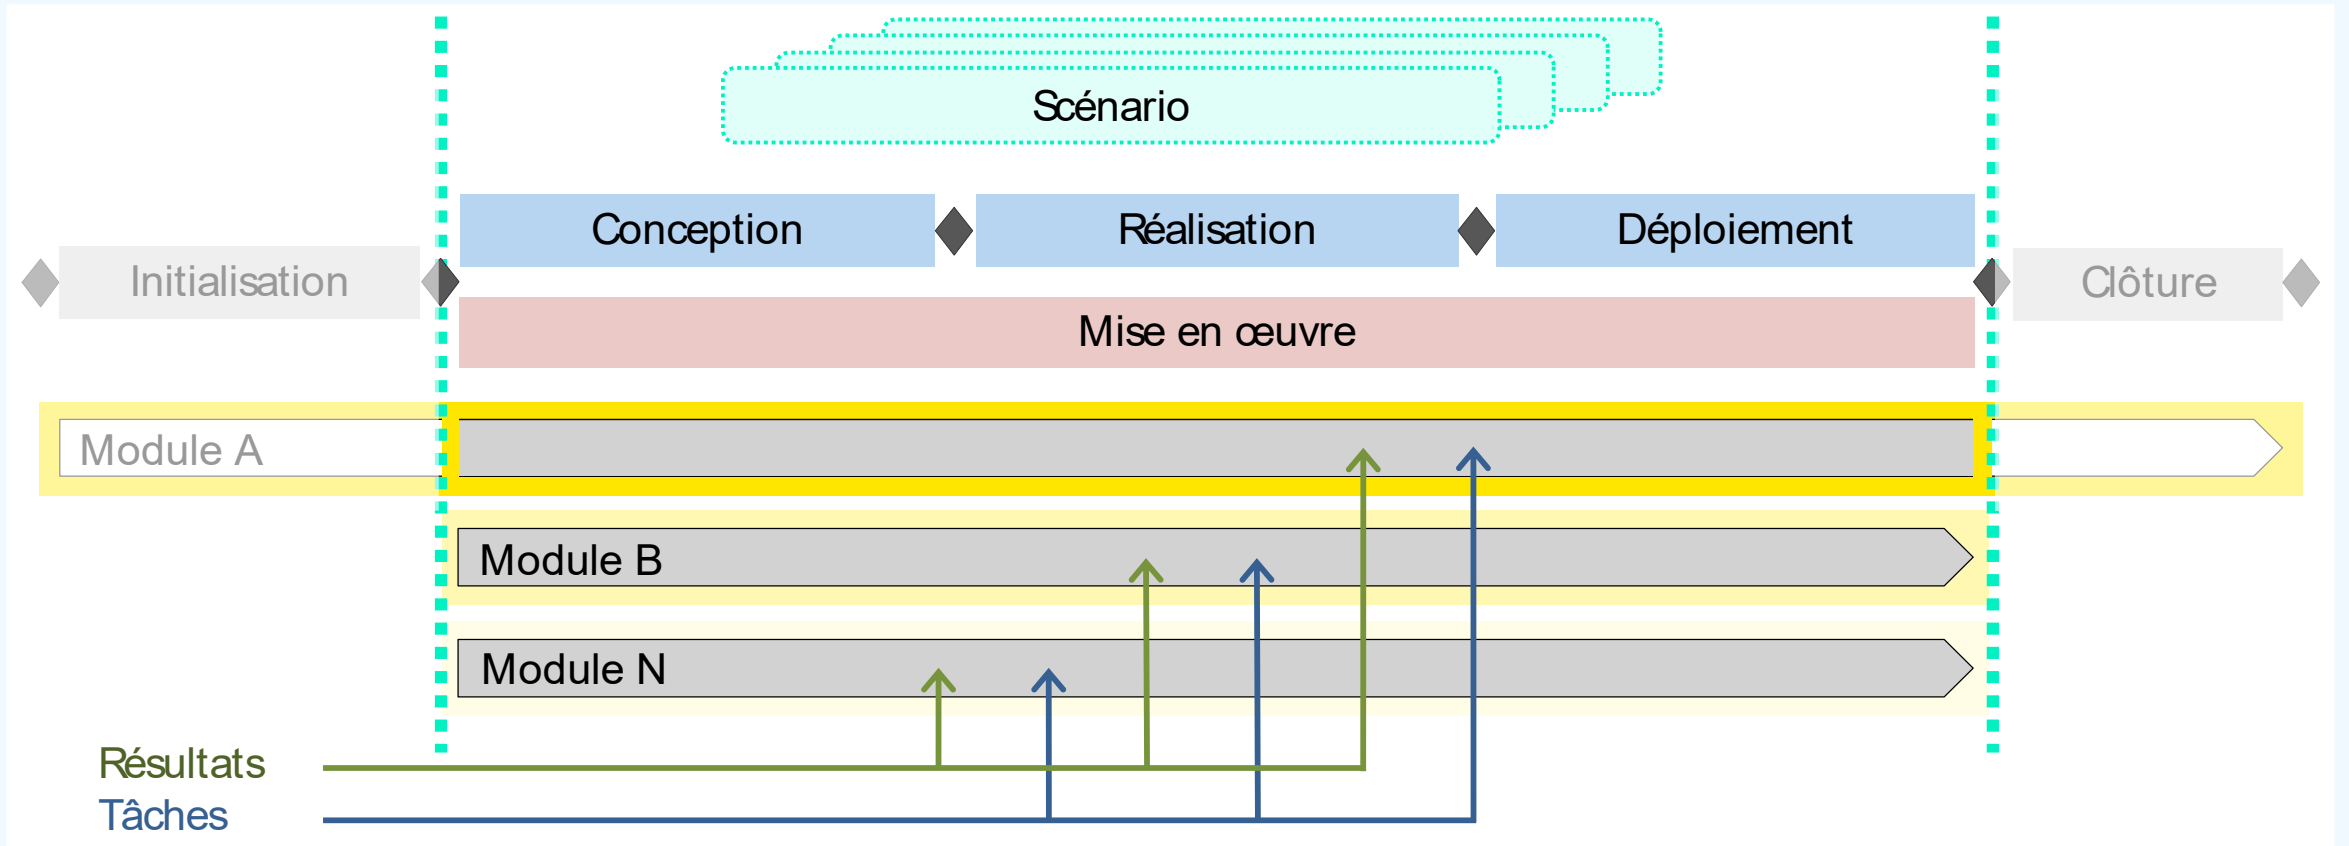 Scénario
Conception
Réalisation
Déploiement
Initialisation
Clôture
Mise en œuvre
Module A
Module B
Module N
Résultats
Tâches